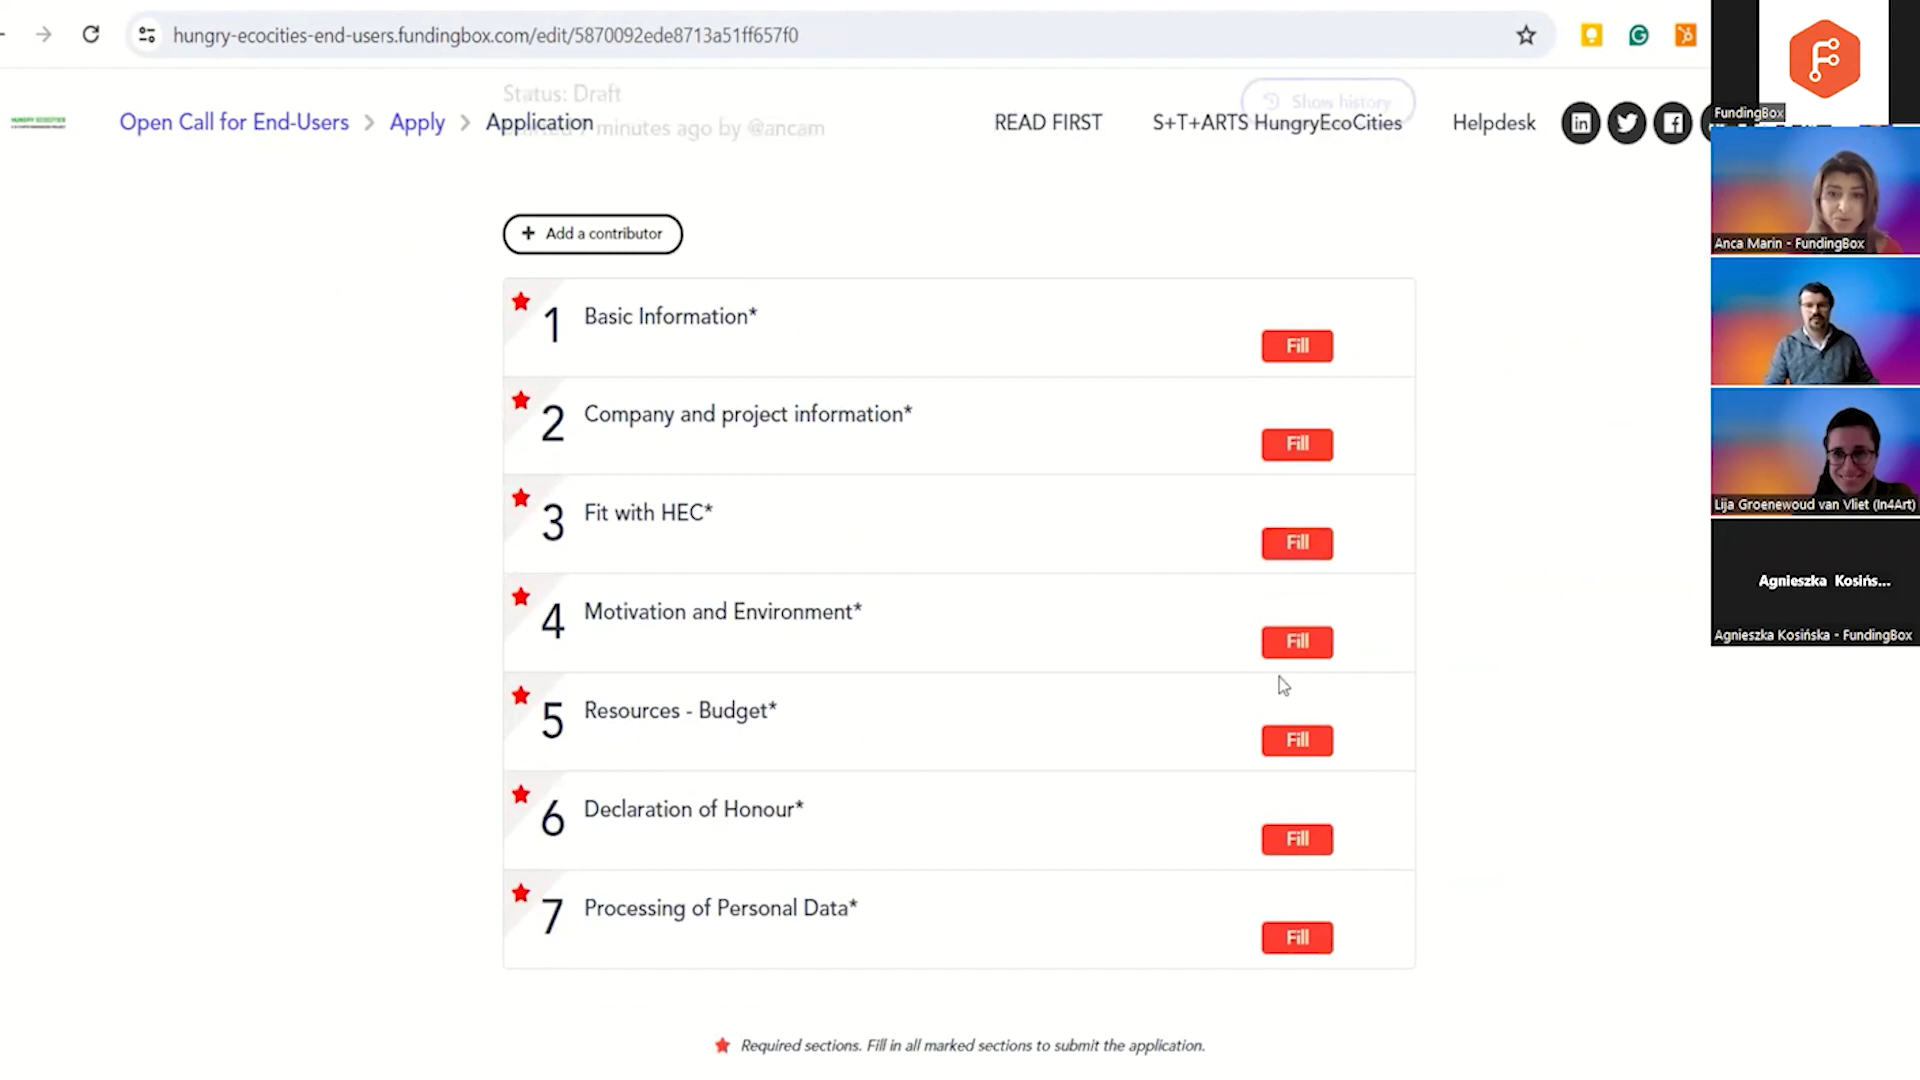 hungry-ecocities-end-users.fundingbox.com/edit/5870092ede8713a51ff657f0
Status: Draft
Show history
HUNGRY ECOCITIES
Open Call for End-Users > Apply > Application
minutes ago by @ancam
READ FIRST
S+T+ARTS HungryEcoCities
Helpdesk
+ Add a contributor
1 Basic Information*
Fill
2 Company and project information*
Fill
3 Fit with HEC*
Fill
4 Motivation and Environment*
Fill
5 Resources - Budget*
Fill
6 Declaration of Honour*
Fill
7 Processing of Personal Data*
Fill
Required sections. Fill in all marked sections to submit the application.
FundingBox
Anca Marin - FundingBox
Lija Groenewoud van Vliet (In4Art)
Agnieszka Kosińs...
Agnieszka Kosińska - FundingBox